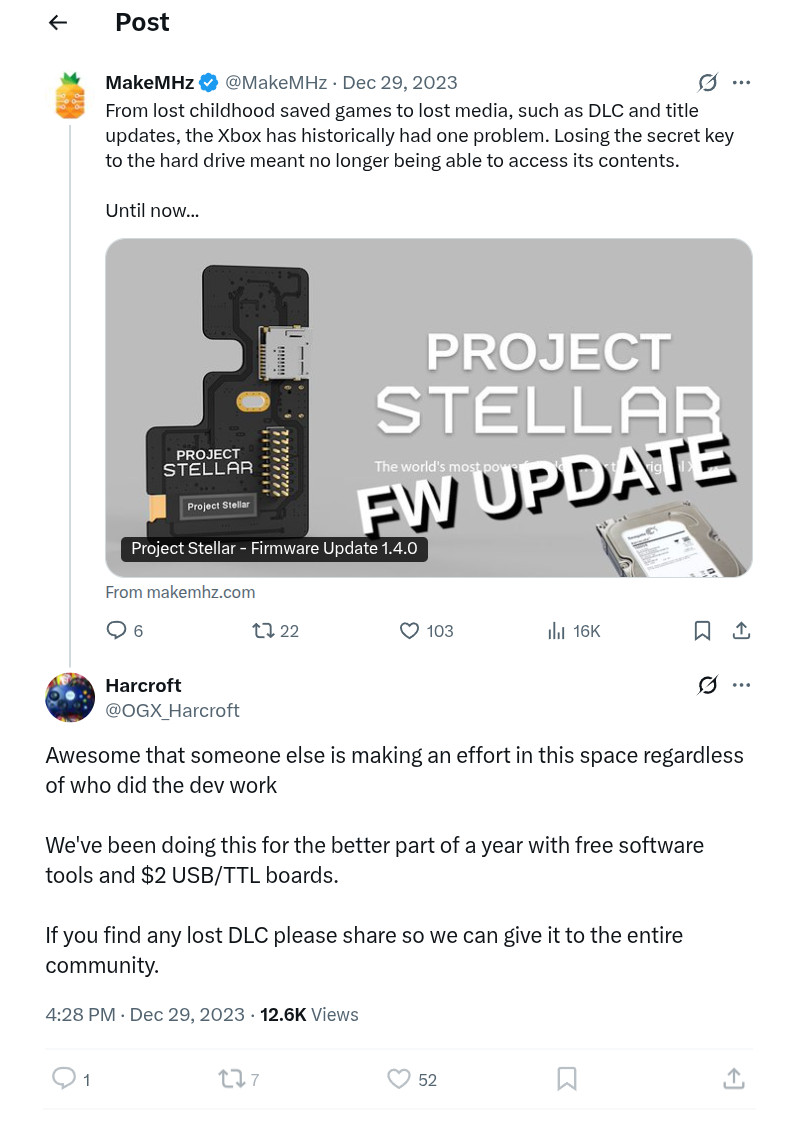 Post
MakeMHz @MakeMHz · Dec 29, 2023
From lost childhood saved games to lost media, such as DLC and title
updates, the Xbox has historically had one problem. Losing the secret key
to the hard drive meant no longer being able to access its contents.
Until now...
PROJECT
STELLAR
The world's most
FW UPDATE
PROJECT
STELLAR
Project Stellar
Project Stellar - Firmware Update 1.4.0
From makemhz.com
6 22 103 16K
Harcroft
@OGX_Harcroft
Awesome that someone else is making an effort in this space regardless
of who did the dev work
We've been doing this for the better part of a year with free software
tools and $2 USB/TTL boards.
If you find any lost DLC please share so we can give it to the entire
community.
4:28 PM · Dec 29, 2023 · 12.6K Views
1 7 52